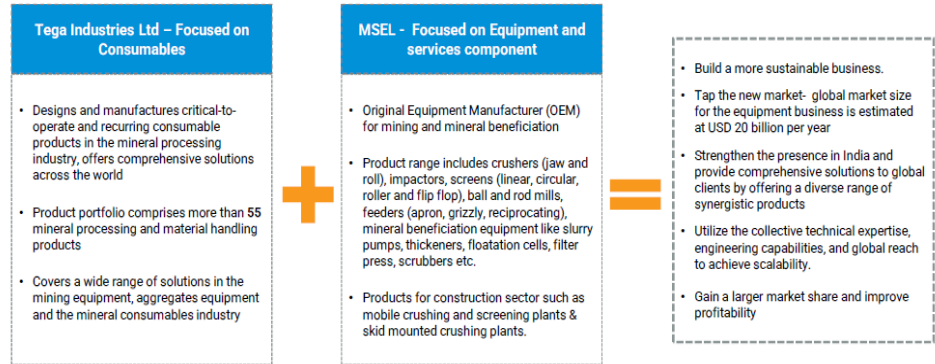 Tega Industries Ltd – Focused on
Consumables
• Designs and manufactures critical-to-
operate and recurring consumable
products in the mineral processing
industry, offers comprehensive solutions
across the world
• Product portfolio comprises more than 55
mineral processing and material handling
products
• Covers a wide range of solutions in the
mining equipment, aggregates equipment
and the mineral consumables industry
MSEL - Focused on Equipment and
services component
• Original Equipment Manufacturer (OEM)
for mining and mineral beneficiation
• Product range includes crushers (jaw and
roll), impactors, screens (linear, circular,
roller and flip flop), ball and rod mills,
feeders (apron, grizzly, reciprocating),
mineral beneficiation equipment like slurry
pumps, thickeners, floatation cells, filter
press, scrubbers etc.
• Products for construction sector such as
mobile crushing and screening plants &
skid mounted crushing plants.
• Build a more sustainable business.
• Tap the new market- global market size
for the equipment business is estimated
at USD 20 billion per year
• Strengthen the presence in India and
provide comprehensive solutions to global
clients by offering a diverse range of
synergistic products
• Utilize the collective technical expertise,
engineering capabilities, and global reach
to achieve scalability.
• Gain a larger market share and improve
profitability